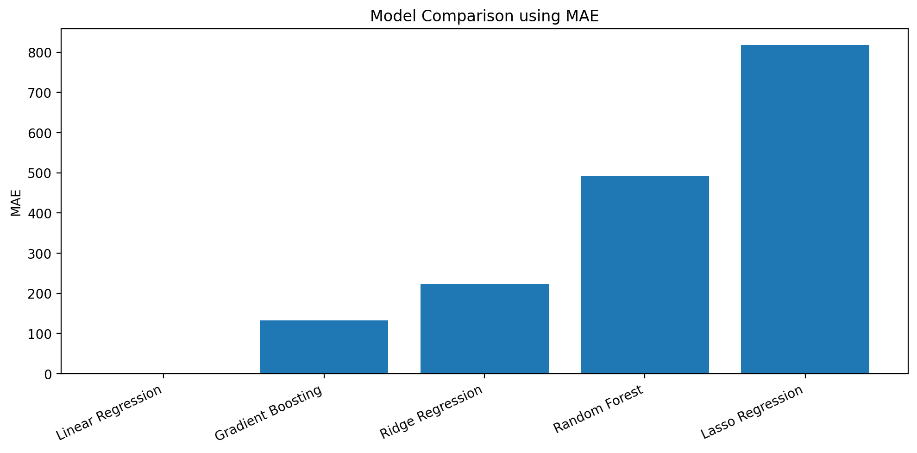 Model Comparison using MAE
MAE
800
700
600
500
400
300
200
100
0
Linear Regression
Gradient Boosting
Ridge Regression
Random Forest
Lasso Regression